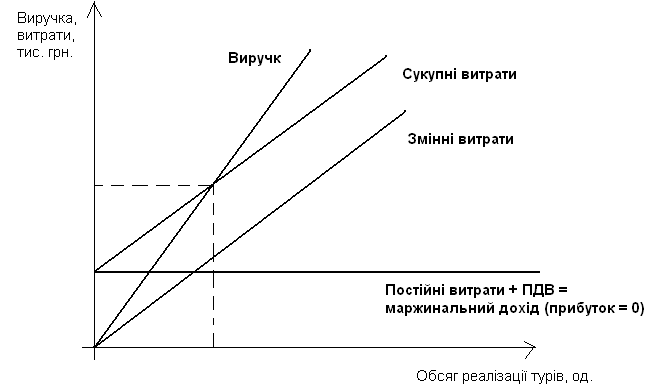 Виручка,
витрати,
тис. грн.
Виручк
Сукупні витрати
Змінні витрати
Постійні витрати + ПДВ =
маржинальний дохід (прибуток = 0)
Обсяг реалізації турів, од.